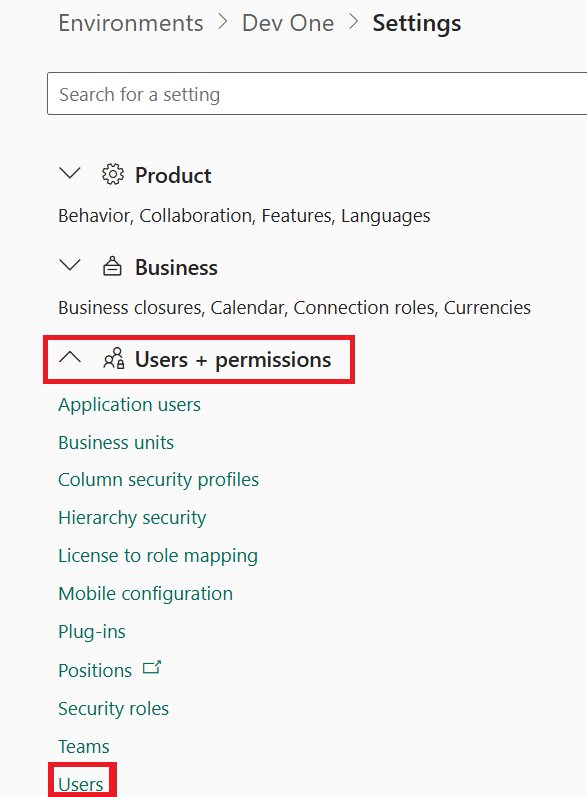 Environments > Dev One > Settings
Search for a setting
Product
Behavior, Collaboration, Features, Languages
Business
Business closures, Calendar, Connection roles, Currencies
Users + permissions
Application users
Business units
Column security profiles
Hierarchy security
License to role mapping
Mobile configuration
Plug-ins
Positions
Security roles
Teams
Users